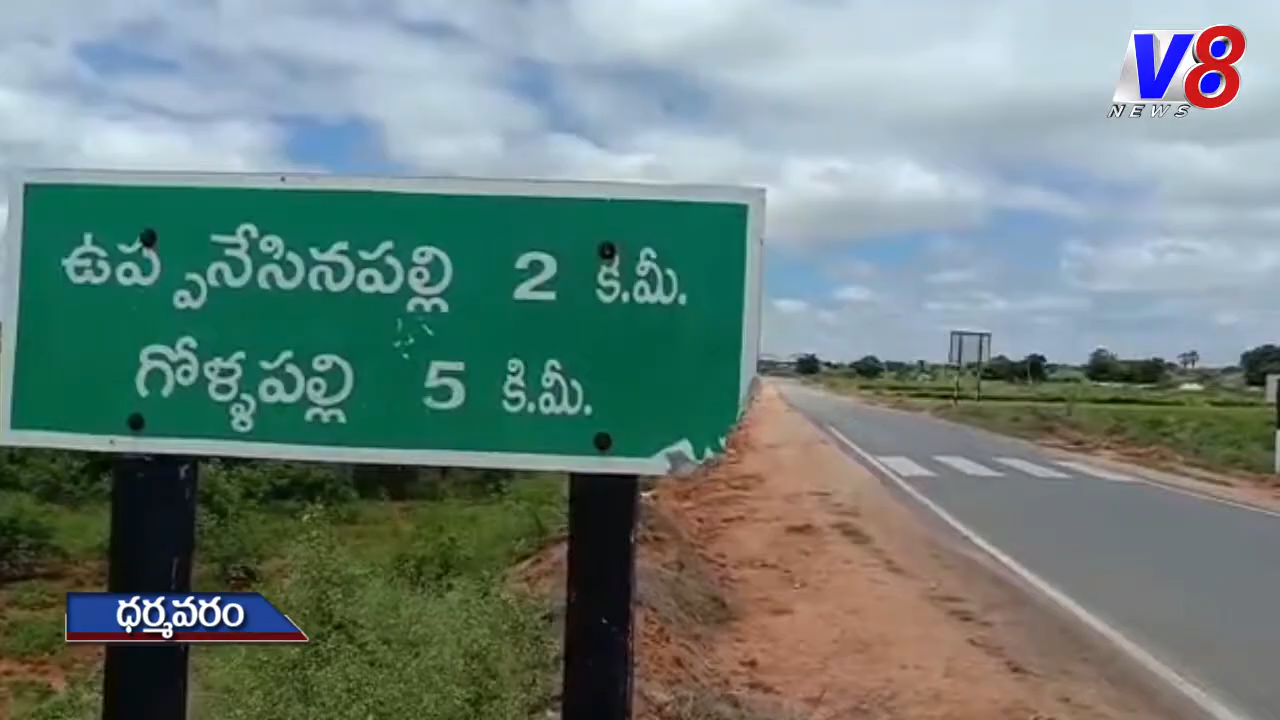 V8
NEWS
ఉప్పనేసినపల్లి 2 కి.మీ.
గోళ్ళపల్లి 5 కి.మీ.
ధర్మవరం